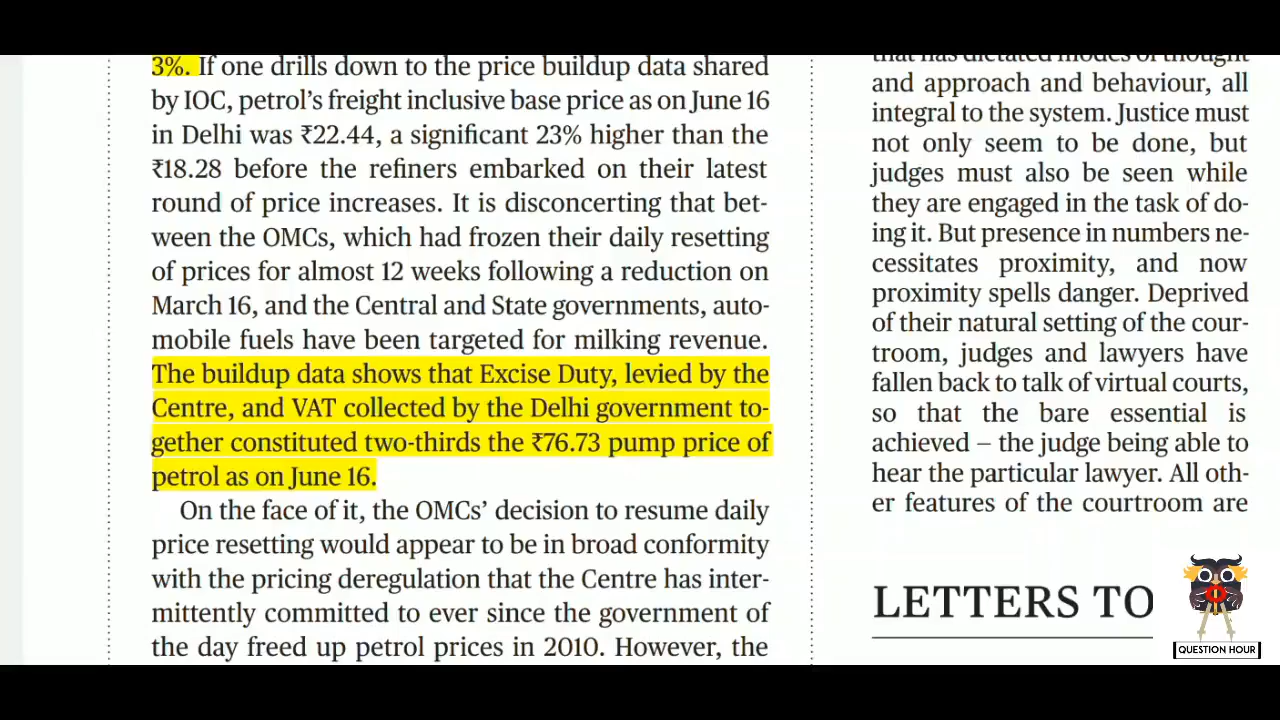 3%. If one drills down to the price buildup data shared
by IOC, petrol's freight inclusive base price as on June 16
in Delhi was ₹22.44, a significant 23% higher than the
₹18.28 before the refiners embarked on their latest
round of price increases. It is disconcerting that bet-
ween the OMCs, which had frozen their daily resetting
of prices for almost 12 weeks following a reduction on
March 16, and the Central and State governments, auto-
mobile fuels have been targeted for milking revenue.
The buildup data shows that Excise Duty, levied by the
Centre, and VAT collected by the Delhi government to-
gether constituted two-thirds the ₹76.73 pump price of
petrol as on June 16.
On the face of it, the OMCs' decision to resume daily
price resetting would appear to be in broad conformity
with the pricing deregulation that the Centre has inter-
mittently committed to ever since the government of
the day freed up petrol prices in 2010. However, the
that has dictated modes of thought
and approach and behaviour, all
integral to the system. Justice must
not only seem to be done, but
judges must also be seen while
they are engaged in the task of do-
ing it. But presence in numbers ne-
cessitates proximity, and now
proximity spells danger. Deprived
of their natural setting of the cour-
troom, judges and lawyers have
fallen back to talk of virtual courts,
so that the bare essential is
achieved – the judge being able to
hear the particular lawyer. All oth-
er features of the courtroom are
LETTERS TO
QUESTION HOUR